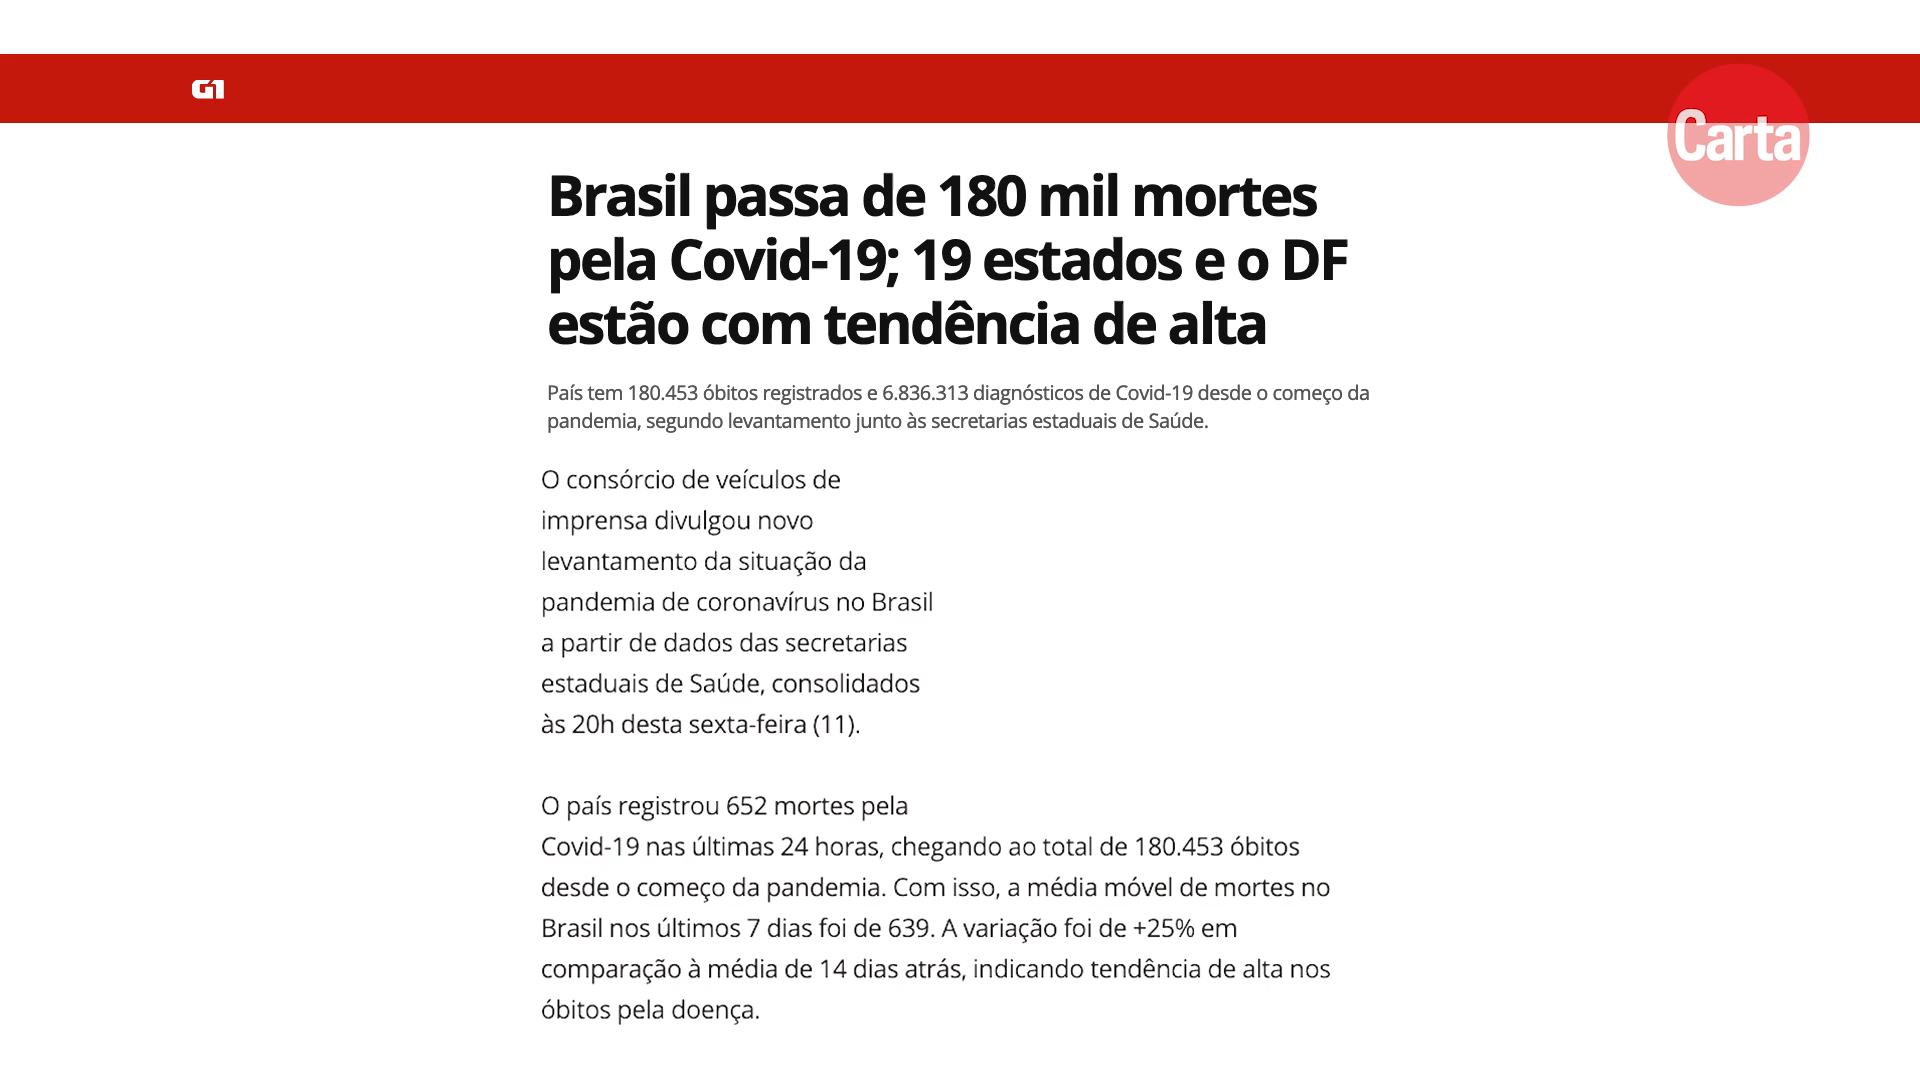 G1
Carta
Brasil passa de 180 mil mortes
pela Covid-19; 19 estados e o DF
estão com tendência de alta
País tem 180.453 óbitos registrados e 6.836.313 diagnósticos de Covid-19 desde o começo da
pandemia, segundo levantamento junto às secretarias estaduais de Saúde.
O consórcio de veículos de
imprensa divulgou novo
levantamento da situação da
pandemia de coronavírus no Brasil
a partir de dados das secretarias
estaduais de Saúde, consolidados
às 20h desta sexta-feira (11).
O país registrou 652 mortes pela
Covid-19 nas últimas 24 horas, chegando ao total de 180.453 óbitos
desde o começo da pandemia. Com isso, a média móvel de mortes no
Brasil nos últimos 7 dias foi de 639. A variação foi de +25% em
comparação à média de 14 dias atrás, indicando tendência de alta nos
óbitos pela doença.